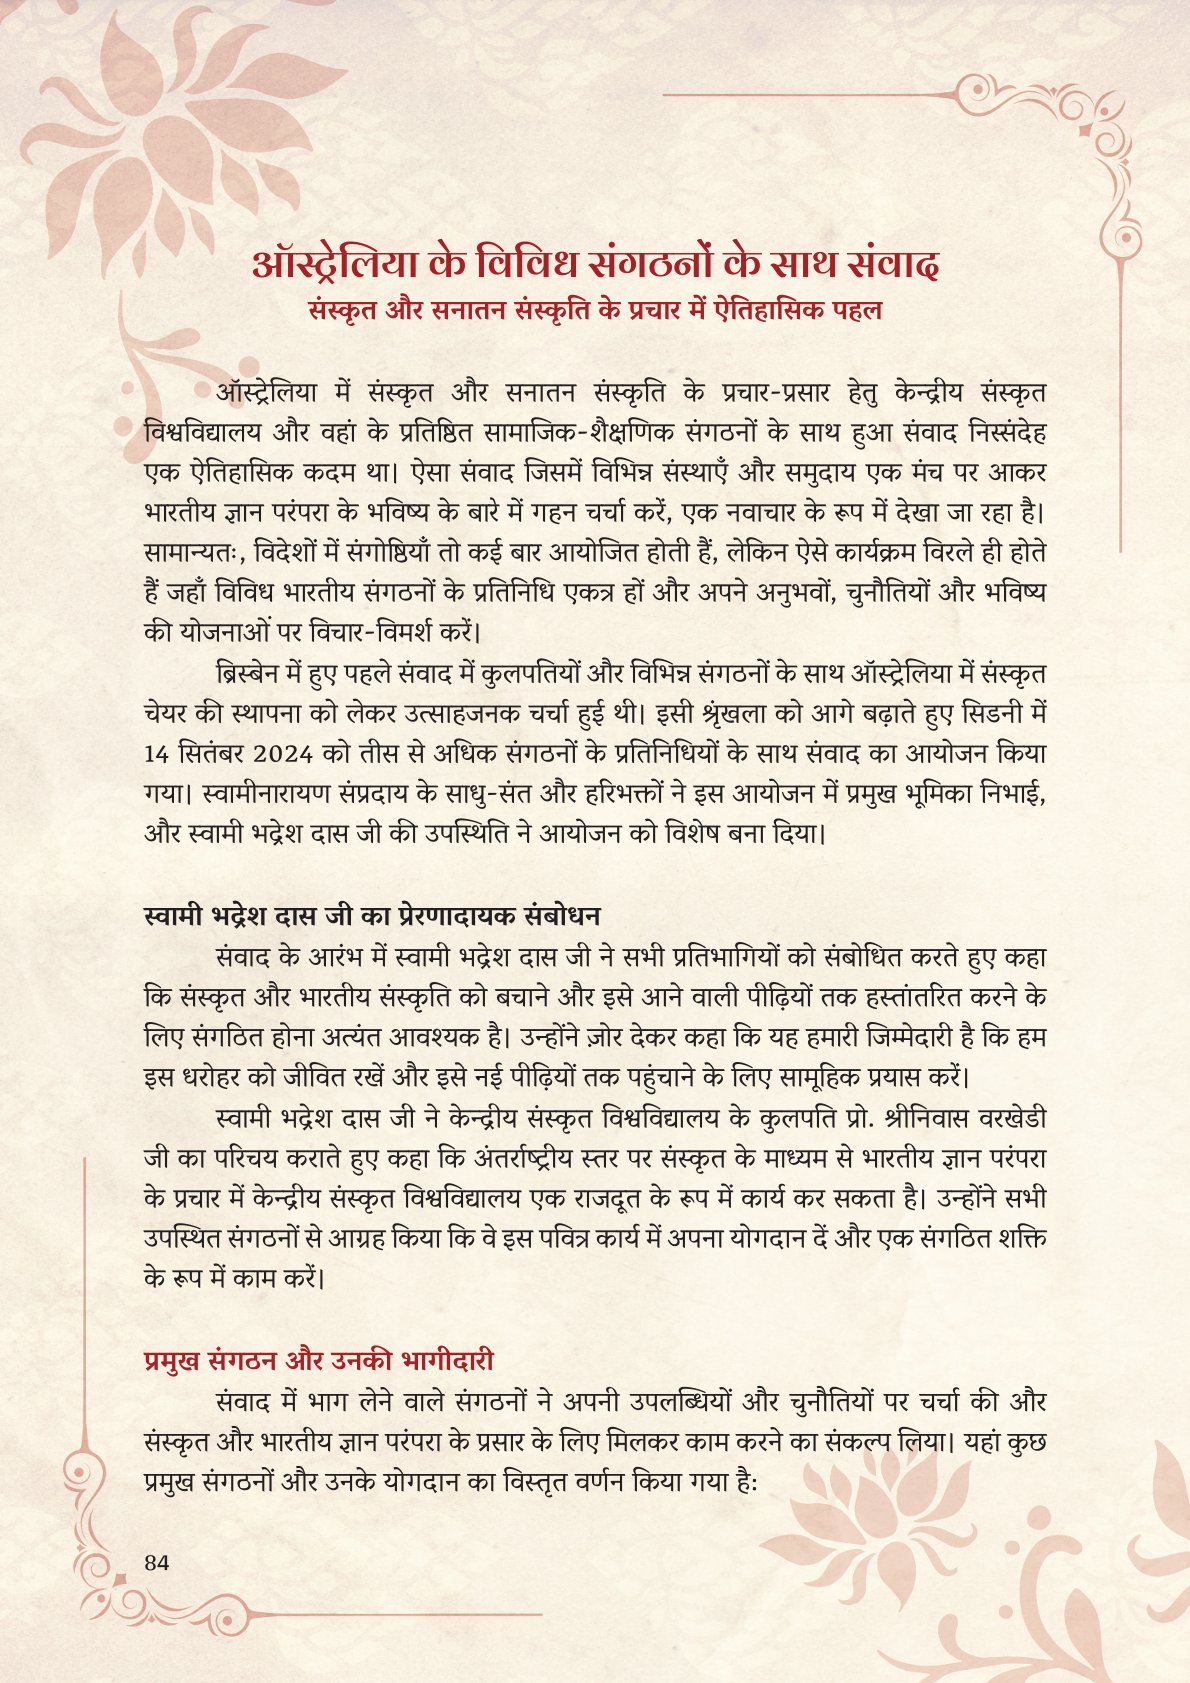 ऑस्ट्रेलिया के विविध संगठनों के साथ संवाद
संस्कृत और सनातन संस्कृति के प्रचार में ऐतिहासिक पहल
ऑस्ट्रेलिया में संस्कृत और सनातन संस्कृति के प्रचार-प्रसार हेतु केन्द्रीय संस्कृत
विश्वविद्यालय और वहां के प्रतिष्ठित सामाजिक-शैक्षणिक संगठनों के साथ हुआ संवाद निस्संदेह
एक ऐतिहासिक कदम था। ऐसा संवाद जिसमें विभिन्न संस्थाएँ और समुदाय एक मंच पर आकर
भारतीय ज्ञान परंपरा के भविष्य के बारे में गहन चर्चा करें, एक नवाचार के रूप में देखा जा रहा है।
सामान्यतः, विदेशों में संगोष्ठियाँ तो कई बार आयोजित होती हैं, लेकिन ऐसे कार्यक्रम विरले ही होते
हैं जहाँ विविध भारतीय संगठनों के प्रतिनिधि एकत्र हों और अपने अनुभवों, चुनौतियों और भविष्य
की योजनाओं पर विचार-विमर्श करें।
ब्रिस्बेन में हुए पहले संवाद में कुलपतियों और विभिन्न संगठनों के साथ ऑस्ट्रेलिया में संस्कृत
चेयर की स्थापना को लेकर उत्साहजनक चर्चा हुई थी। इसी श्रृंखला को आगे बढ़ाते हुए सिडनी में
14 सितंबर 2024 को तीस से अधिक संगठनों के प्रतिनिधियों के साथ संवाद का आयोजन किया
गया। स्वामीनारायण संप्रदाय के साधु-संत और हरिभक्तों ने इस आयोजन में प्रमुख भूमिका निभाई,
और स्वामी भद्रेश दास जी की उपस्थिति ने आयोजन को विशेष बना दिया।
स्वामी भद्रेश दास जी का प्रेरणादायक संबोधन
संवाद के आरंभ में स्वामी भद्रेश दास जी ने सभी प्रतिभागियों को संबोधित करते हुए कहा
कि संस्कृत और भारतीय संस्कृति को बचाने और इसे आने वाली पीढ़ियों तक हस्तांतरित करने के
लिए संगठित होना अत्यंत आवश्यक है। उन्होंने ज़ोर देकर कहा कि यह हमारी जिम्मेदारी है कि हम
इस धरोहर को जीवित रखें और इसे नई पीढ़ियों तक पहुंचाने के लिए सामूहिक प्रयास करें।
स्वामी भद्रेश दास जी ने केन्द्रीय संस्कृत विश्वविद्यालय के कुलपति प्रो. श्रीनिवास वरखेडी
जी का परिचय कराते हुए कहा कि अंतर्राष्ट्रीय स्तर पर संस्कृत के माध्यम से भारतीय ज्ञान परंपरा
के प्रचार में केन्द्रीय संस्कृत विश्वविद्यालय एक राजदूत के रूप में कार्य कर सकता है। उन्होंने सभी
उपस्थित संगठनों से आग्रह किया कि वे इस पवित्र कार्य में अपना योगदान दें और एक संगठित शक्ति
के रूप में काम करें।
प्रमुख संगठन और उनकी भागीदारी
संवाद में भाग लेने वाले संगठनों ने अपनी उपलब्धियों और चुनौतियों पर चर्चा की और
संस्कृत और भारतीय ज्ञान परंपरा के प्रसार के लिए मिलकर काम करने का संकल्प लिया। यहां कुछ
प्रमुख संगठनों और उनके योगदान का विस्तृत वर्णन किया गया है:
84